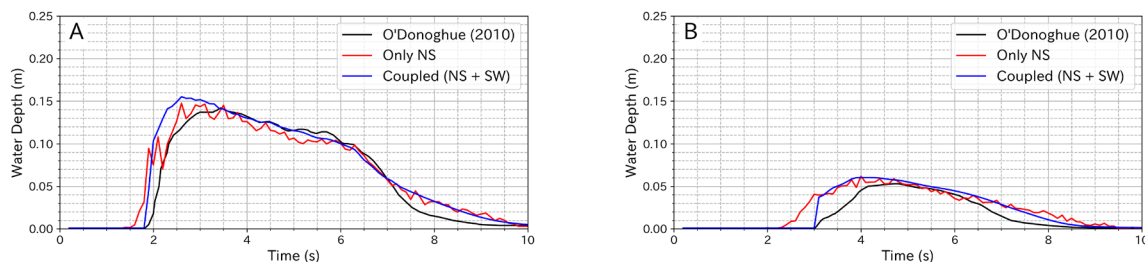 A
O'Donoghue (2010)
Only NS
Coupled (NS + SW)
Water Depth (m)
0.25
0.20
0.15
0.10
0.05
0.00
0 2 4 6 8 10
Time (s)
B
O'Donoghue (2010)
Only NS
Coupled (NS + SW)
Water Depth (m)
0.25
0.20
0.15
0.10
0.05
0.00
0 2 4 6 8 10
Time (s)